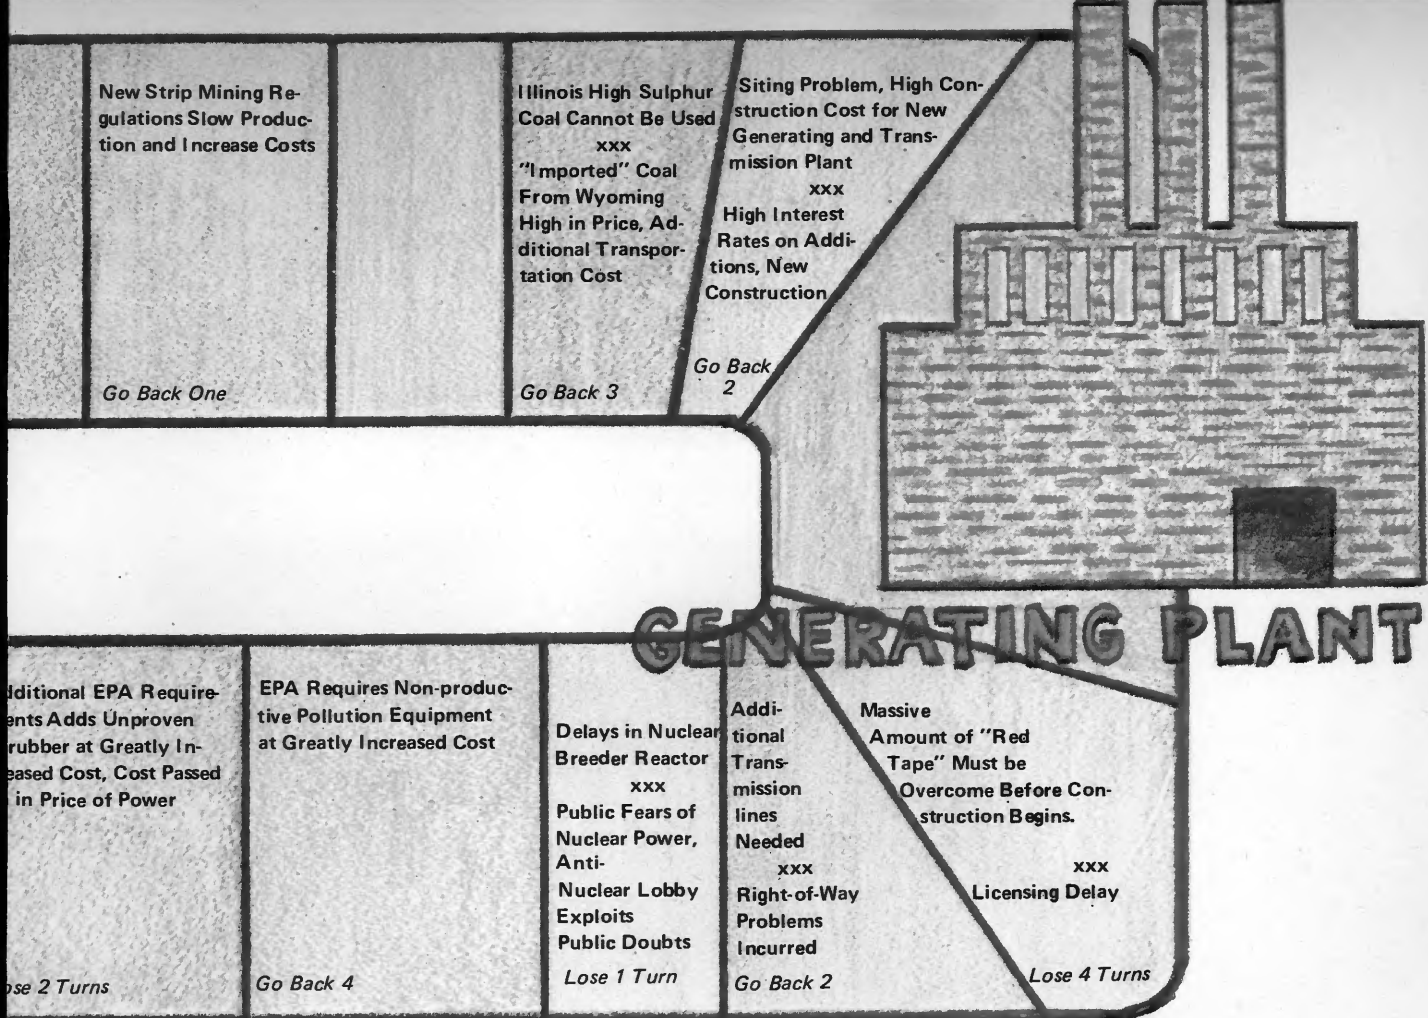 New Strip Mining Re-
gulations Slow Produc-
tion and Increase Costs
Go Back One
Illinois High Sulphur
Coal Cannot Be Used
xxx
"Imported" Coal
From Wyoming
High in Price, Ad-
ditional Transpor-
tation Cost
Go Back 3
Siting Problem, High Con-
struction Cost for New
Generating and Trans-
mission Plant
xxx
High Interest
Rates on Addi-
tions, New
Construction
Go Back
2
GENERATING PLANT
dditional EPA Require-
ents Adds Unproven
rubber at Greatly In-
eased Cost, Cost Passed
in Price of Power
ose 2 Turns
EPA Requires Non-produc-
tive Pollution Equipment
at Greatly Increased Cost
Go Back 4
Delays in Nuclear
Breeder Reactor
xxx
Public Fears of
Nuclear Power,
Anti-
Nuclear Lobby
Exploits
Public Doubts
Lose 1 Turn
Addi-
tional
Trans-
mission
lines
Needed
xxx
Right-of-Way
Problems
Incurred
Go Back 2
Massive
Amount of "Red
Tape" Must be
Overcome Before Con-
struction Begins.
xxx
Licensing Delay
Lose 4 Turns